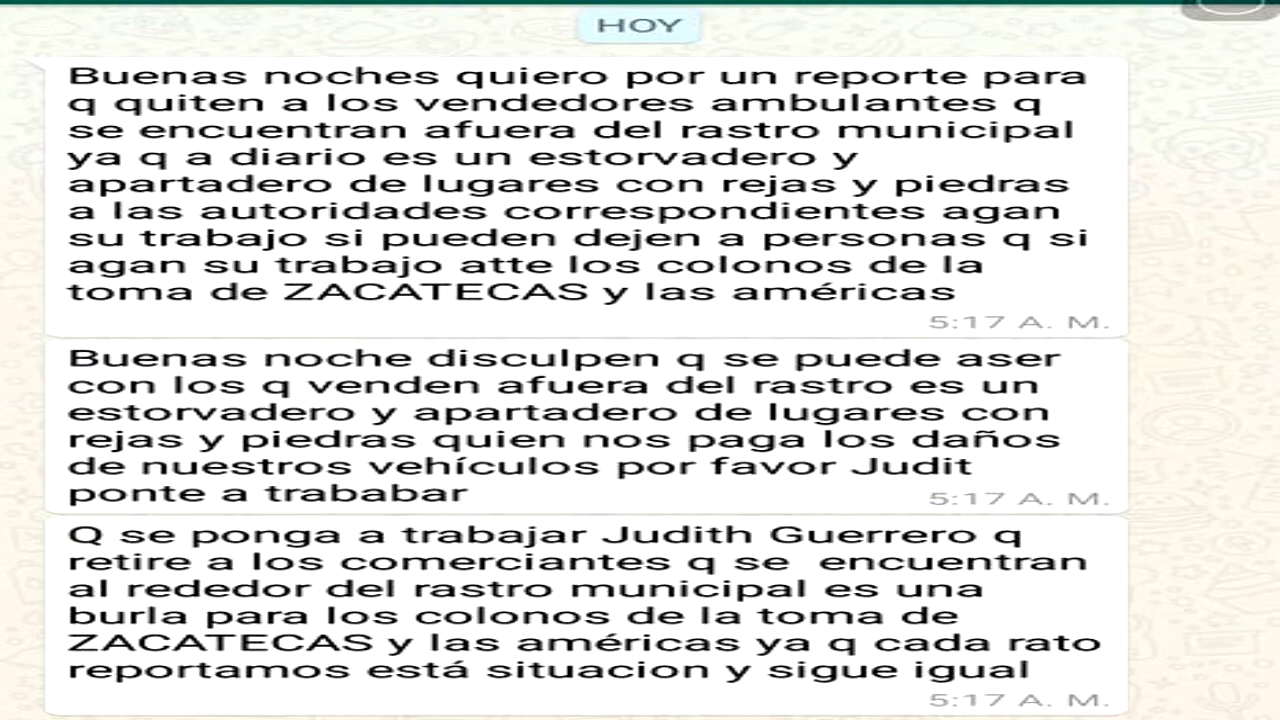 HOY
Buenas noches quiero por un reporte para
q quiten a los vendedores ambulantes q
se encuentran afuera del rastro municipal
ya q a diario es un estorvadero y
apartadero de lugares con rejas y piedras
a las autoridades correspondientes agan
su trabajo si pueden dejen a personas q si
agan su trabajo atte los colonos de la
toma de ZACATECAS y las américas
5:17 A. M.
Buenas noche disculpen q se puede aser
con los q venden afuera del rastro es un
estorvadero y apartadero de lugares con
rejas y piedras quien nos paga los daños
de nuestros vehículos por favor Judit
ponte a trababar
5:17 A. M.
Q se ponga a trabajar Judith Guerrero q
retire a los comerciantes q se  encuentran
al rededor del rastro municipal es una
burla para los colonos de la toma de
ZACATECAS y las américas ya q cada rato
reportamos está situacion y sigue igual
5:17 A. M.